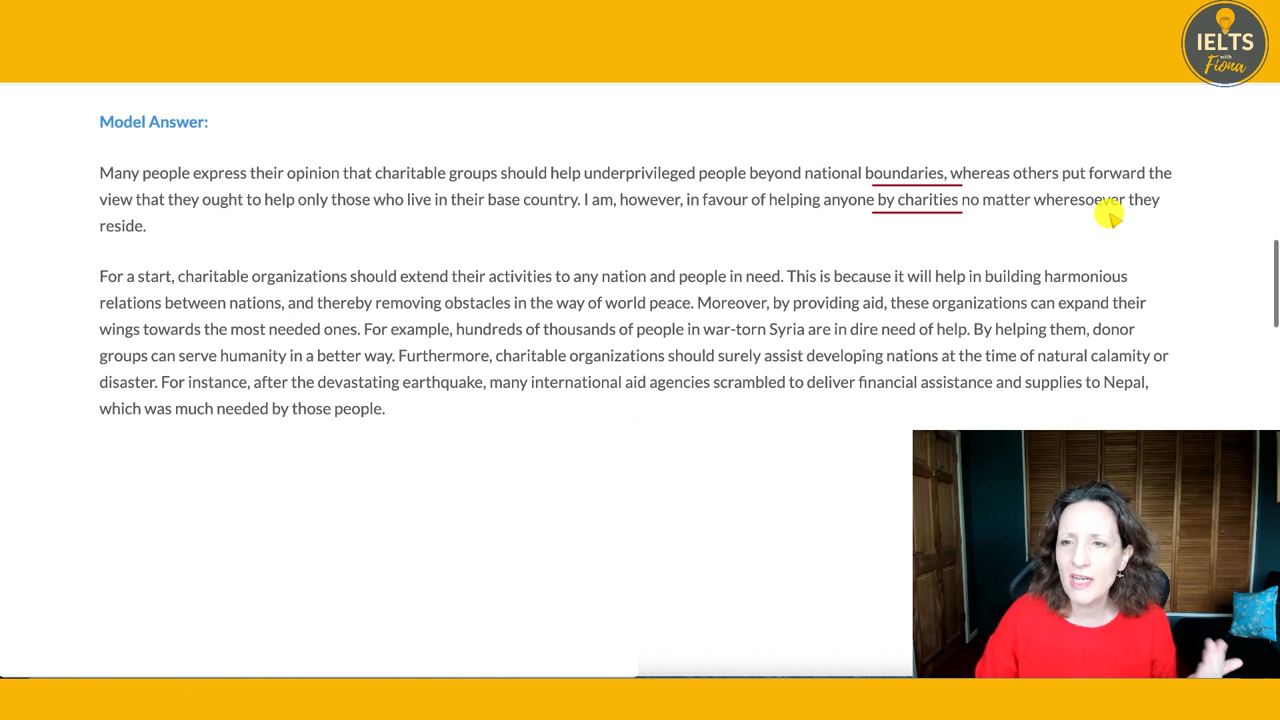 IELTS
with
Fiona
Model Answer:
Many people express their opinion that charitable groups should help underprivileged people beyond national boundaries, whereas others put forward the
view that they ought to help only those who live in their base country. I am, however, in favour of helping anyone by charities no matter wheresoever they
reside.
For a start, charitable organizations should extend their activities to any nation and people in need. This is because it will help in building harmonious
relations between nations, and thereby removing obstacles in the way of world peace. Moreover, by providing aid, these organizations can expand their
wings towards the most needed ones. For example, hundreds of thousands of people in war-torn Syria are in dire need of help. By helping them, donor
groups can serve humanity in a better way. Furthermore, charitable organizations should surely assist developing nations at the time of natural calamity or
disaster. For instance, after the devastating earthquake, many international aid agencies scrambled to deliver financial assistance and supplies to Nepal,
which was much needed by those people.